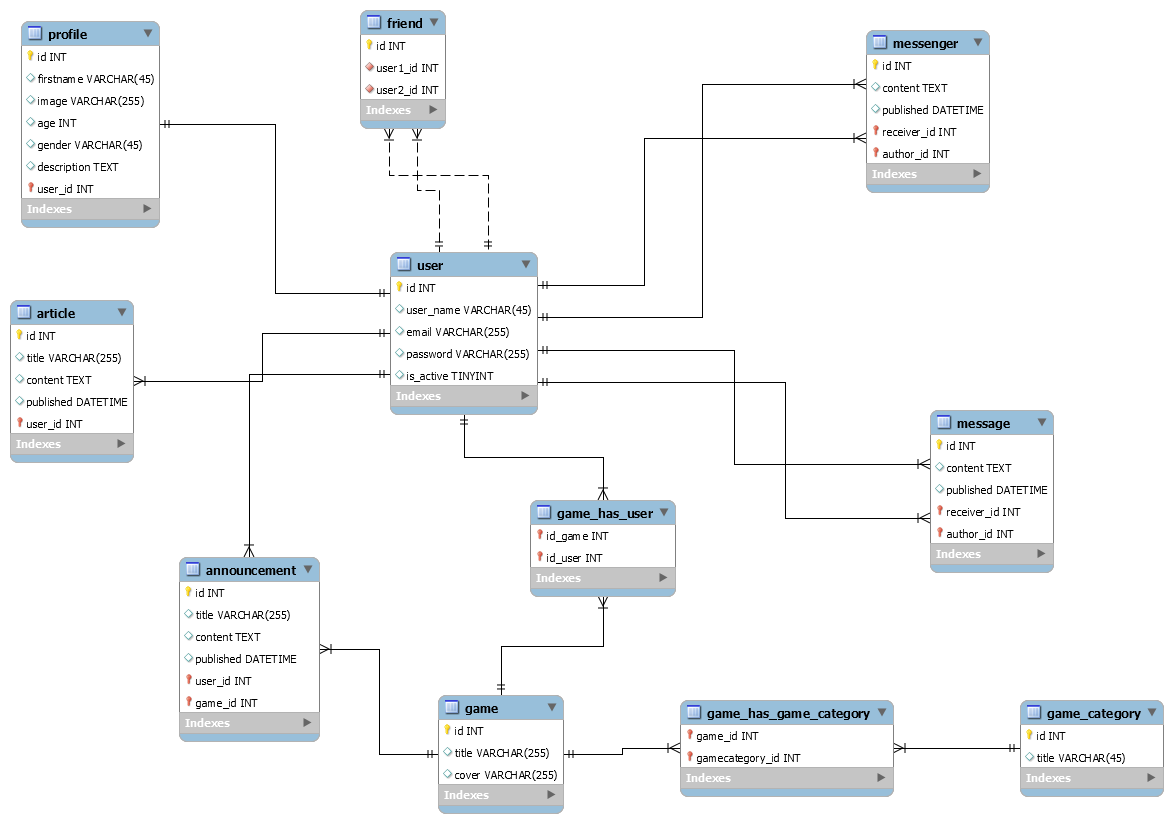 profile
id INT
firstname VARCHAR(45)
image VARCHAR(255)
age INT
gender VARCHAR(45)
description TEXT
user_id INT
Indexes
friend
id INT
user1_id INT
user2_id INT
Indexes
messenger
id INT
content TEXT
published DATETIME
receiver_id INT
author_id INT
Indexes
user
id INT
user_name VARCHAR(45)
email VARCHAR(255)
password VARCHAR(255)
is_active TINYINT
Indexes
article
id INT
title VARCHAR(255)
content TEXT
published DATETIME
user_id INT
Indexes
message
id INT
content TEXT
published DATETIME
receiver_id INT
author_id INT
Indexes
game_has_user
id_game INT
id_user INT
Indexes
announcement
id INT
title VARCHAR(255)
content TEXT
published DATETIME
user_id INT
game_id INT
Indexes
game
id INT
title VARCHAR(255)
cover VARCHAR(255)
Indexes
game_has_game_category
game_id INT
gamecategory_id INT
Indexes
game_category
id INT
title VARCHAR(45)
Indexes